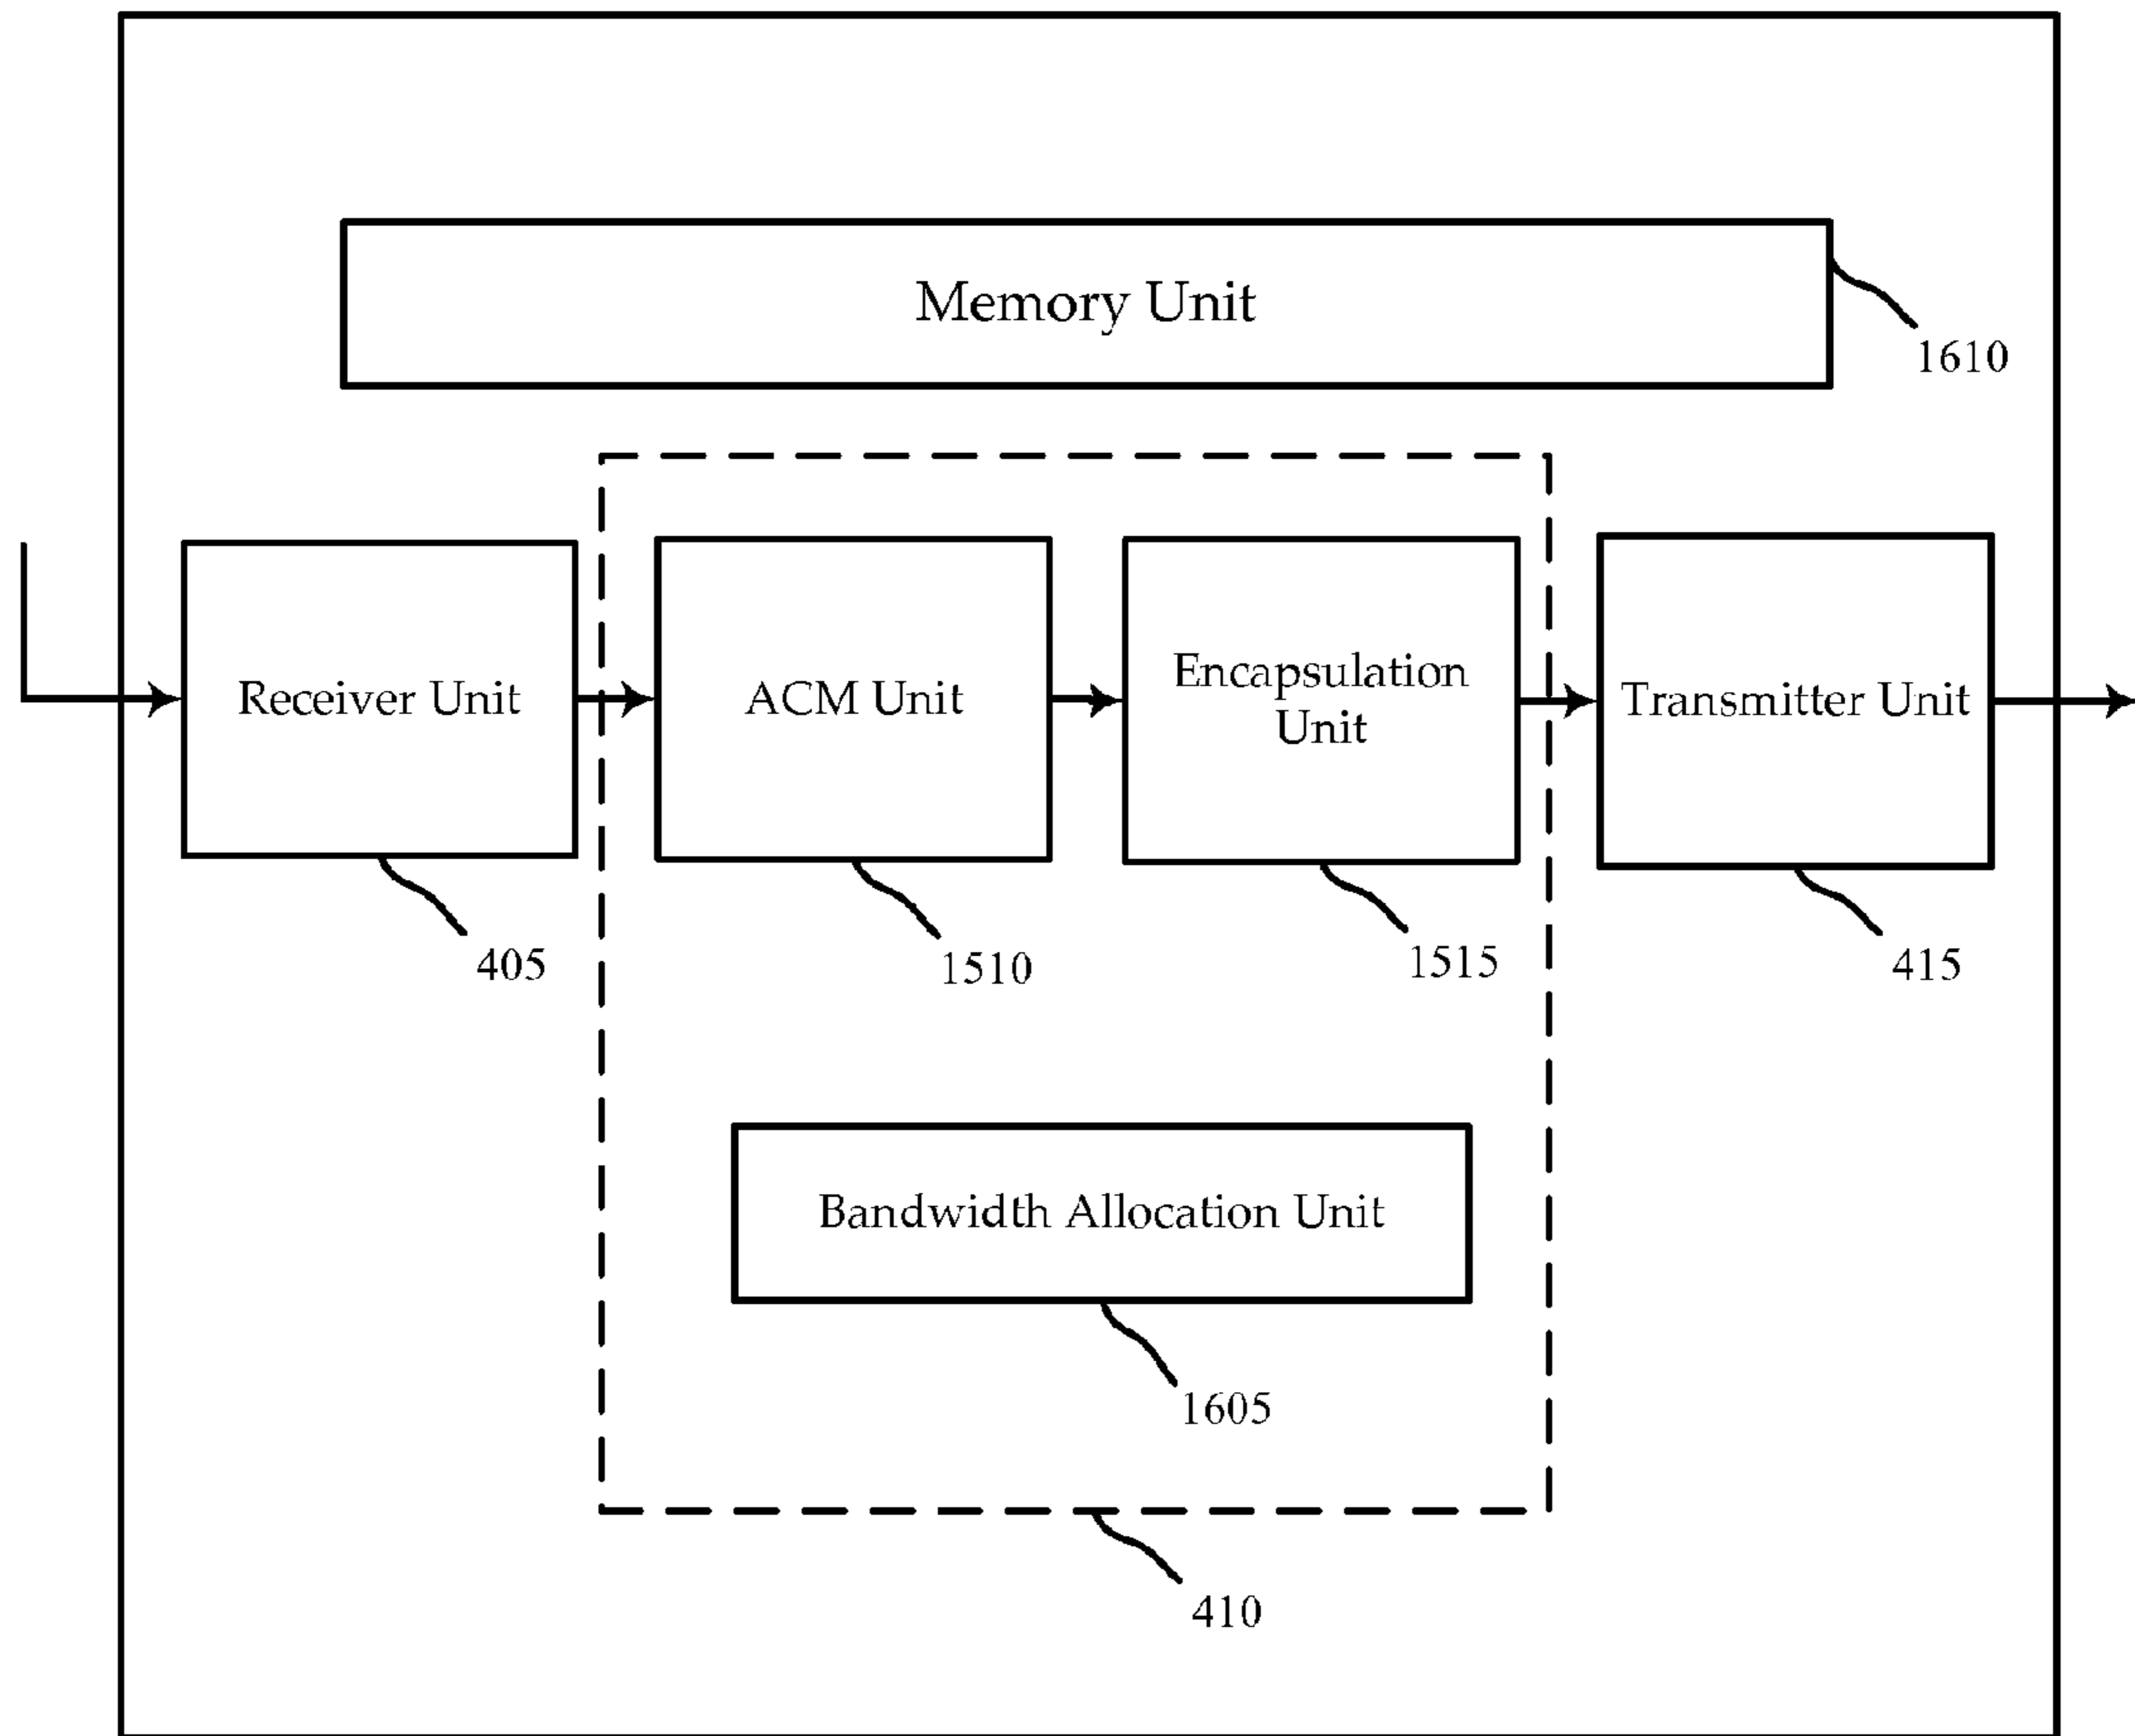 Memory Unit
1610
Receiver Unit
ACM Unit
Encapsulation
Unit
Transmitter Unit
405
1510
1515
415
Bandwidth Allocation Unit
1605
410